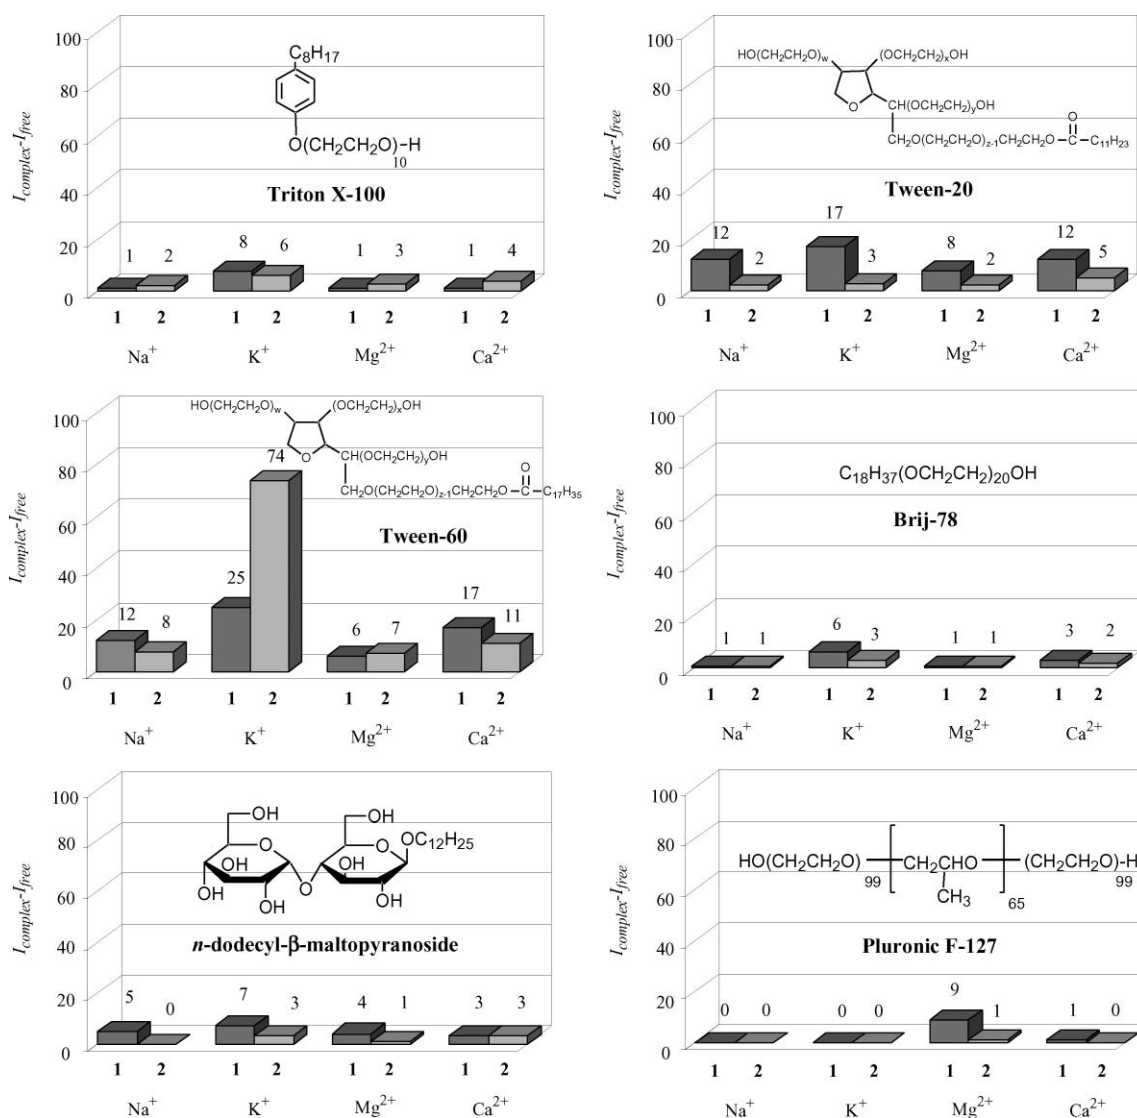 I_complex-I_free
100
80
60
40
20
0
C8H17
O(CH2CH2O)-H
10
Triton X-100
1 2 8 6 1 3 1 4
1 2 1 2 1 2 1 2
Na+ K+ Mg2+ Ca2+
I_complex-I_free
100
80
60
40
20
0
HO(CH2CH2O)w (OCH2CH2)xOH
O CH(OCH2CH2)yOH
O
CH2O(CH2CH2O)z-1CH2CH2O C C11H23
Tween-20
12 2 17 3 8 2 12 5
1 2 1 2 1 2 1 2
Na+ K+ Mg2+ Ca2+
I_complex-I_free
100
80
60
40
20
0
HO(CH2CH2O)w (OCH2CH2)xOH
O CH(OCH2CH2)yOH
O
CH2O(CH2CH2O)z-1CH2CH2O C C17H35
Tween-60
12 8 25 74 6 7 17 11
1 2 1 2 1 2 1 2
Na+ K+ Mg2+ Ca2+
I_complex-I_free
100
80
60
40
20
0
C18H37(OCH2CH2)20OH
Brij-78
1 1 6 3 1 1 3 2
1 2 1 2 1 2 1 2
Na+ K+ Mg2+ Ca2+
I_complex-I_free
100
80
60
40
20
0
OH OH
O O OC12H25
OH OH
OH OH O OH OH
n-dodecyl-β-maltopyranoside
5 0 7 3 4 1 3 3
1 2 1 2 1 2 1 2
Na+ K+ Mg2+ Ca2+
I_complex-I_free
100
80
60
40
20
0
HO(CH2CH2O) 99 CH2CHO 65 (CH2CH2O)-H 99
CH3
Pluronic F-127
0 0 0 0 9 1 1 0
1 2 1 2 1 2 1 2
Na+ K+ Mg2+ Ca2+